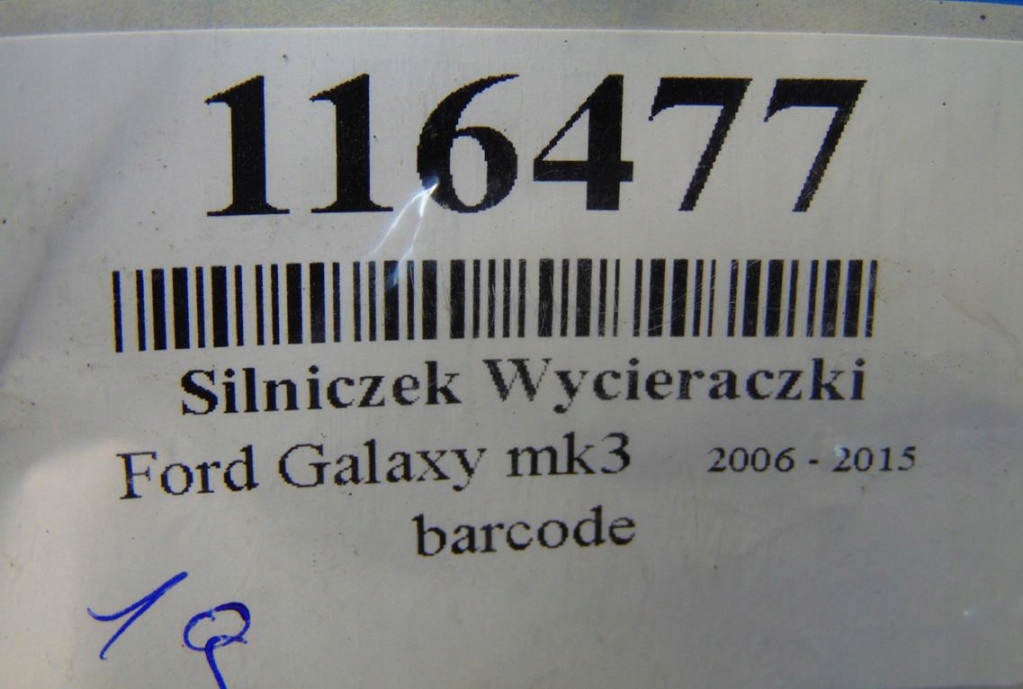 116477
Silniczek Wycieraczki
Ford Galaxy mk3 2006 - 2015
barcode